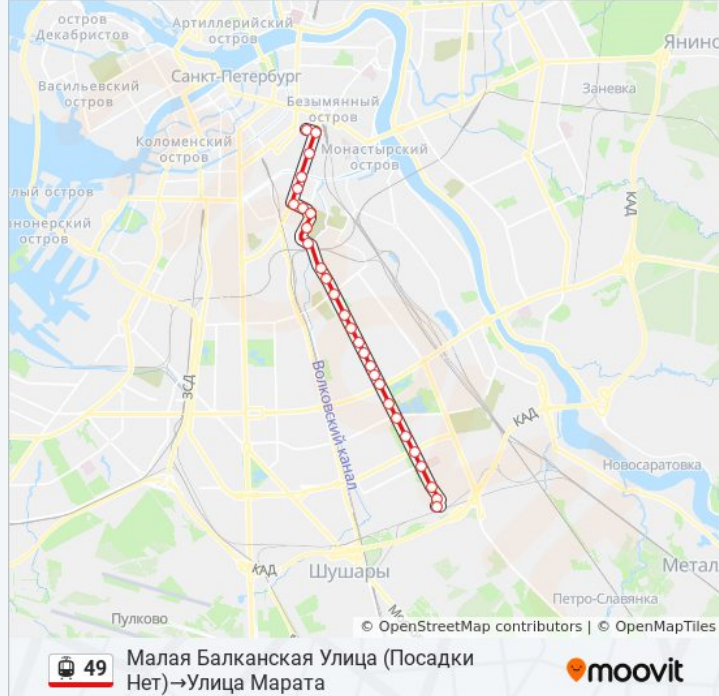 остров
Декабристов
Артиллерийский
остров
Янино
Санкт-Петербург
Васильевский
остров
Безымянный
остров
Заневка
Коломенский
остров
Монастырский
остров
лый остров
анонерский
остров
КАД
ЗСД
Волковский канал
КАД
Новосаратовка
КАД
Шушары
Метал
Пулково
Петро-Славянка
© OpenStreetMap contributors | © OpenMapTiles
49
Малая Балканская Улица (Посадки
Нет)→Улица Марата
moovit